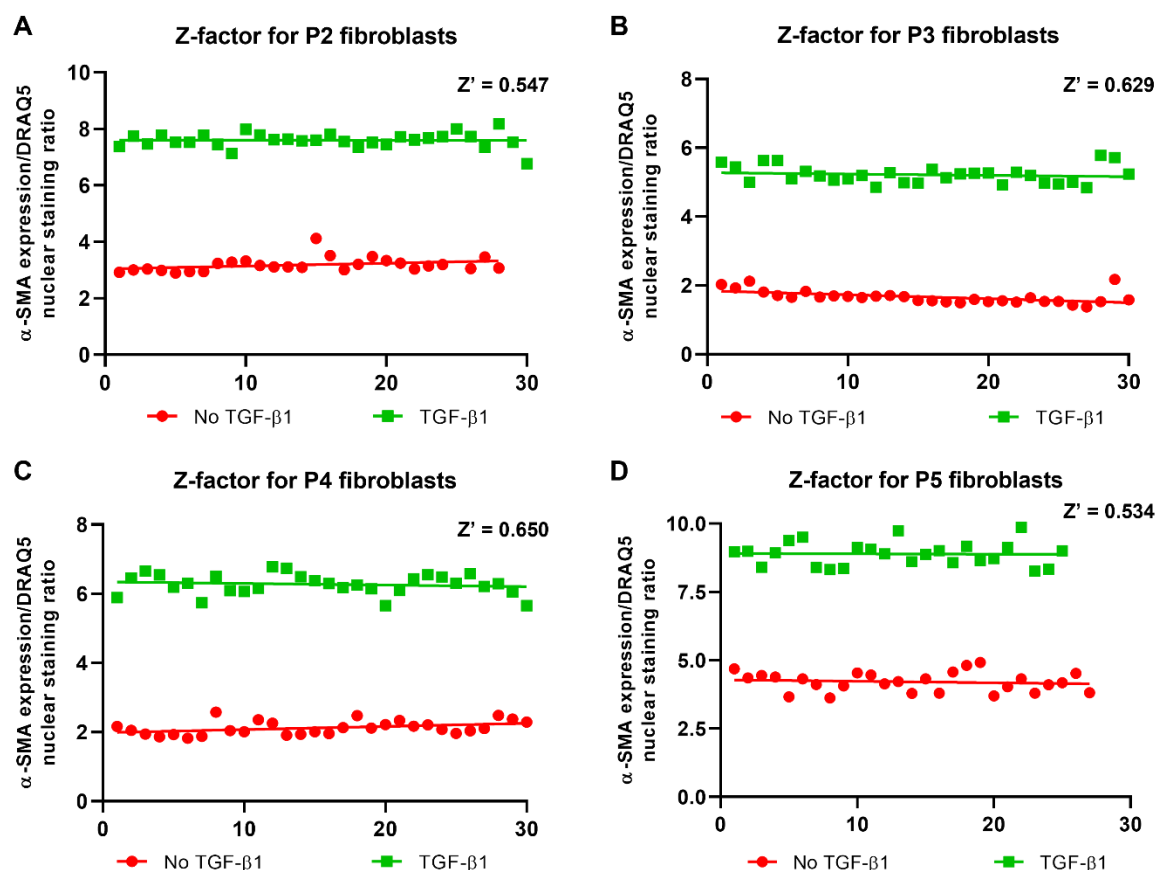 A
Z-factor for P2 fibroblasts
Z' = 0.547
α-SMA expression/DRAQ5
nuclear staining ratio
10
8
6
4
2
0
0 10 20 30
No TGF-β1 TGF-β1
B
Z-factor for P3 fibroblasts
Z' = 0.629
α-SMA expression/DRAQ5
nuclear staining ratio
8
6
4
2
0
0 10 20 30
No TGF-β1 TGF-β1
C
Z-factor for P4 fibroblasts
Z' = 0.650
α-SMA expression/DRAQ5
nuclear staining ratio
8
6
4
2
0
0 10 20 30
No TGF-β1 TGF-β1
D
Z-factor for P5 fibroblasts
Z' = 0.534
α-SMA expression/DRAQ5
nuclear staining ratio
10.0
7.5
5.0
2.5
0.0
0 10 20 30
No TGF-β1 TGF-β1